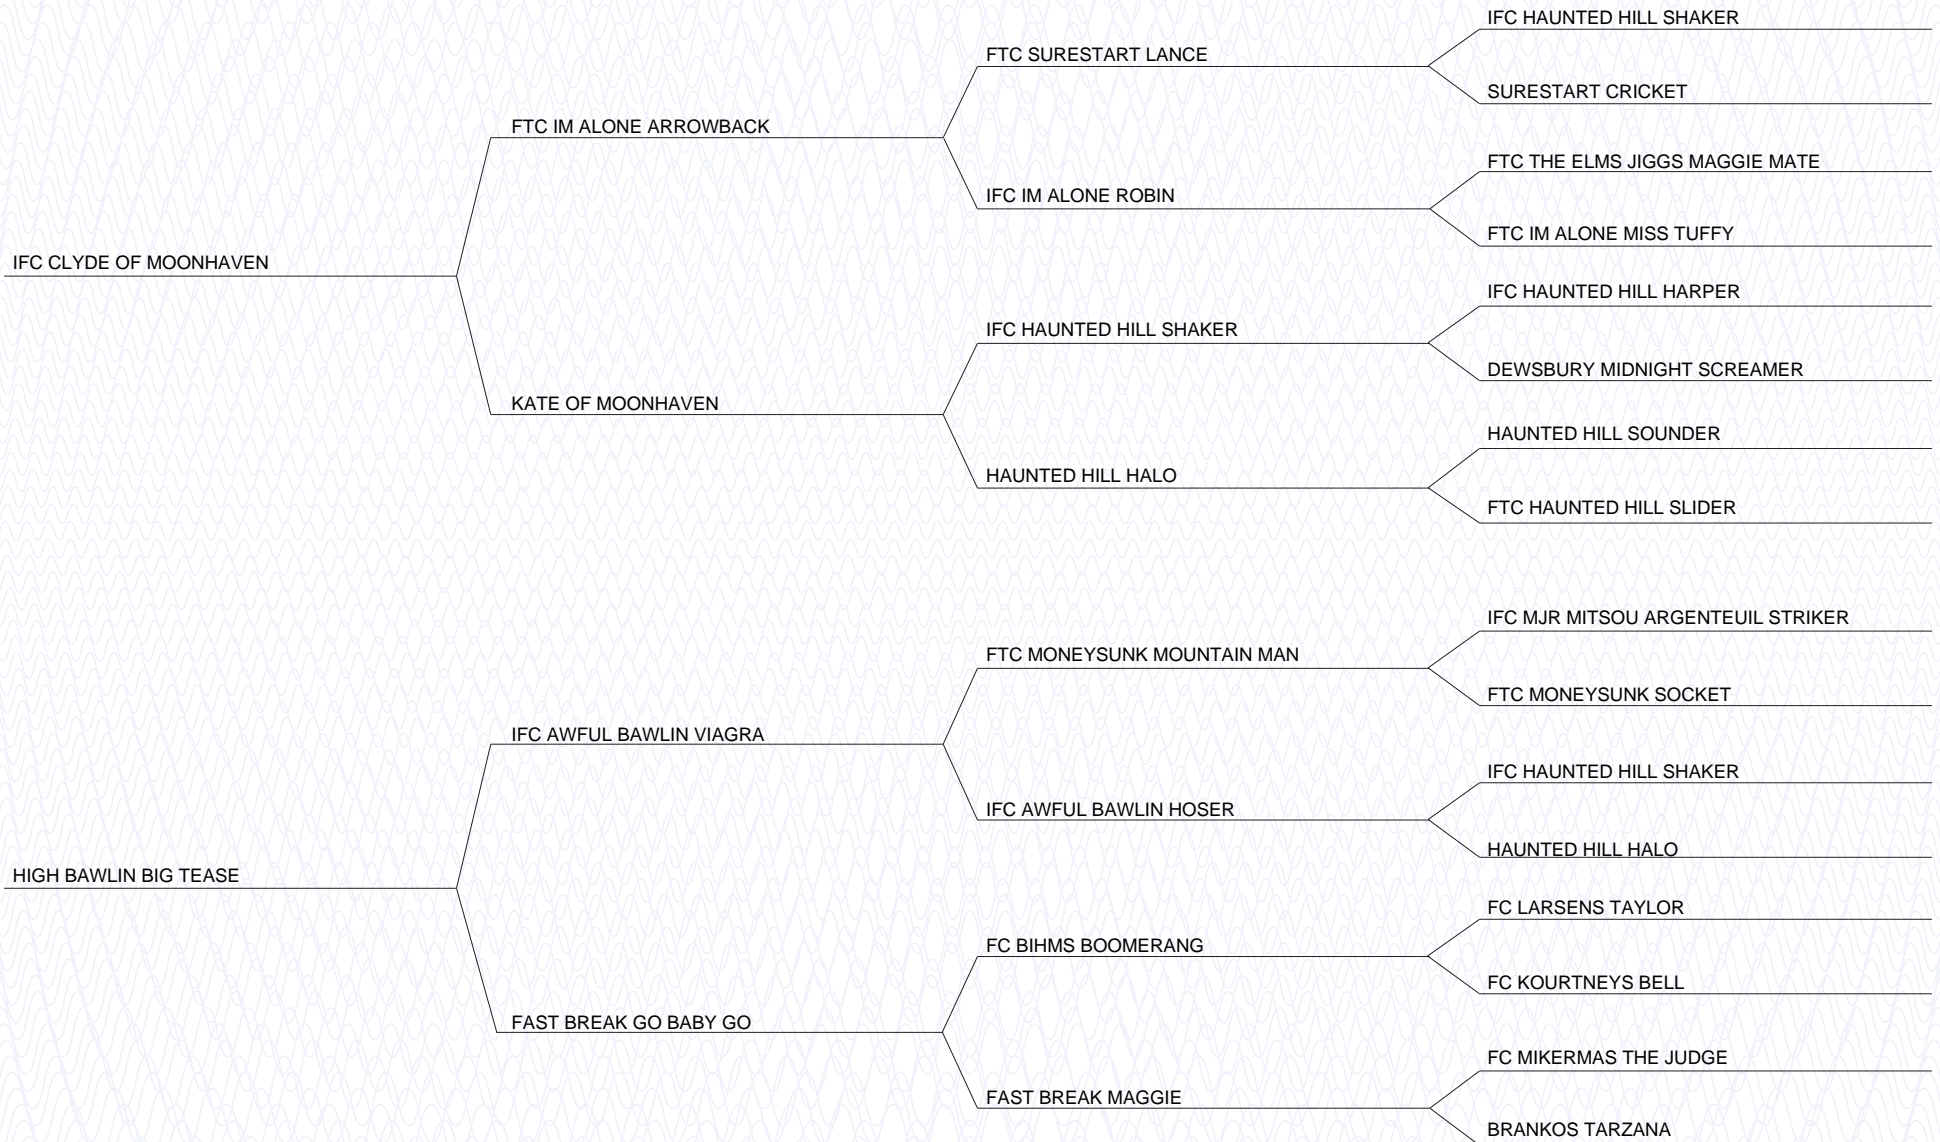 IFC HAUNTED HILL SHAKER
FTC SURESTART LANCE
SURESTART CRICKET
FTC IM ALONE ARROWBACK
FTC THE ELMS JIGGS MAGGIE MATE
IFC IM ALONE ROBIN
FTC IM ALONE MISS TUFFY
IFC CLYDE OF MOONHAVEN
IFC HAUNTED HILL HARPER
IFC HAUNTED HILL SHAKER
DEWSBURY MIDNIGHT SCREAMER
KATE OF MOONHAVEN
HAUNTED HILL SOUNDER
HAUNTED HILL HALO
FTC HAUNTED HILL SLIDER
IFC MJR MITSOU ARGENTEUIL STRIKER
FTC MONEYSUNK MOUNTAIN MAN
FTC MONEYSUNK SOCKET
IFC AWFUL BAWLIN VIAGRA
IFC HAUNTED HILL SHAKER
IFC AWFUL BAWLIN HOSER
HAUNTED HILL HALO
HIGH BAWLIN BIG TEASE
FC LARSENS TAYLOR
FC BIHMS BOOMERANG
FC KOURTNEYS BELL
FAST BREAK GO BABY GO
FC MIKERMAS THE JUDGE
FAST BREAK MAGGIE
BRANKOS TARZANA